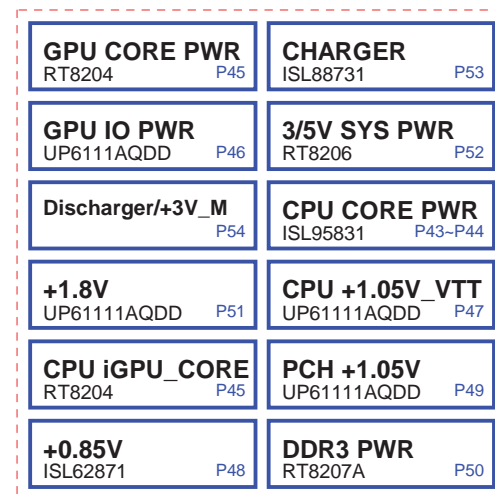 GPU CORE PWR
RT8204 P45
CHARGER
ISL88731 P53
GPU IO PWR
UP6111AQDD P46
3/5V SYS PWR
RT8206 P52
Discharger/+3V_M
P54
CPU CORE PWR
ISL95831 P43~P44
+1.8V
UP61111AQDD P51
CPU +1.05V_VTT
UP61111AQDD P47
CPU iGPU_CORE
RT8204 P45
PCH +1.05V
UP61111AQDD P49
+0.85V
ISL62871 P48
DDR3 PWR
RT8207A P50